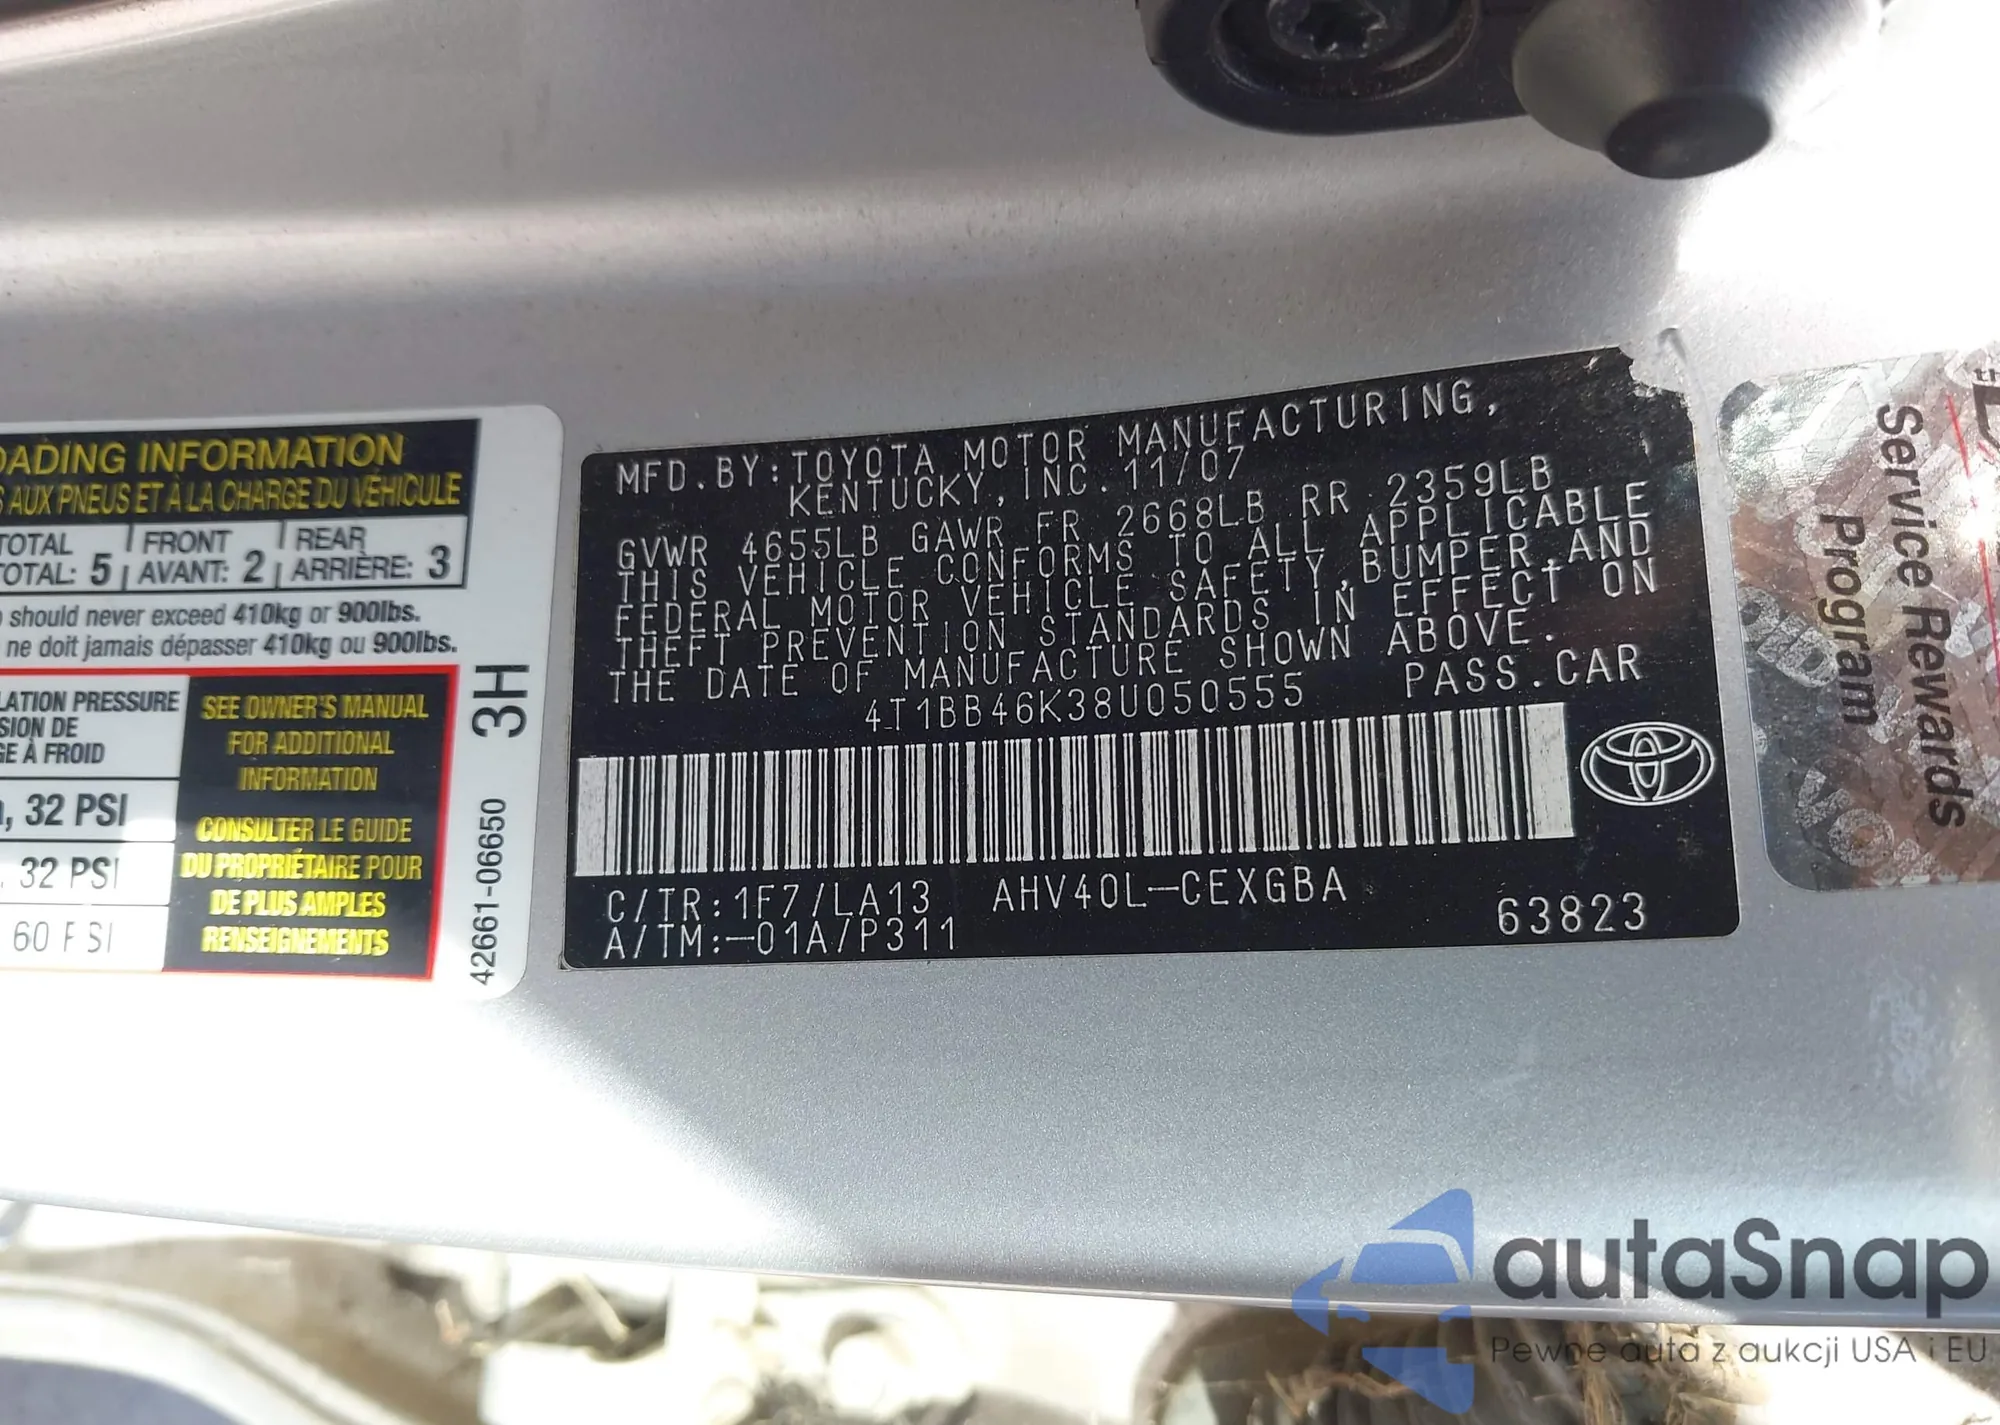 OADING INFORMATION
S AUX PNEUS ET À LA CHARGE DU VÉHICULE
TOTAL FRONT REAR
TOTAL: 5 AVANT: 2 ARRIÈRE: 3
should never exceed 410kg or 900lbs.
ne doit jamais dépasser 410kg ou 900lbs.
LATION PRESSURE
SION DE
GE À FROID
, 32 PSI
. 32 PSI
60 PSI
SEE OWNER'S MANUAL
FOR ADDITIONAL
INFORMATION
CONSULTER LE GUIDE
DU PROPRIÉTAIRE POUR
DE PLUS AMPLES
RENSEIGNEMENTS
3H
42661-06650
MFD.BY:TOYOTA MOTOR MANUFACTURING,
KENTUCKY,INC.11/07
GVWR 4655LB GAWR FR 2668LB RR 2359LB
THIS VEHICLE CONFORMS TO ALL APPLICABLE
FEDERAL MOTOR VEHICLE SAFETY,BUMPER,AND
THEFT PREVENTION STANDARDS IN EFFECT ON
THE DATE OF MANUFACTURE SHOWN ABOVE.
4T1BB46K38U050555 PASS.CAR
C/TR:1F7/LA13 AHV40L-CEXGBA
A/TM:-01A/P311 63823
Service Rewards
Program
autaSnap
Pewne auta z aukcji USA i EU